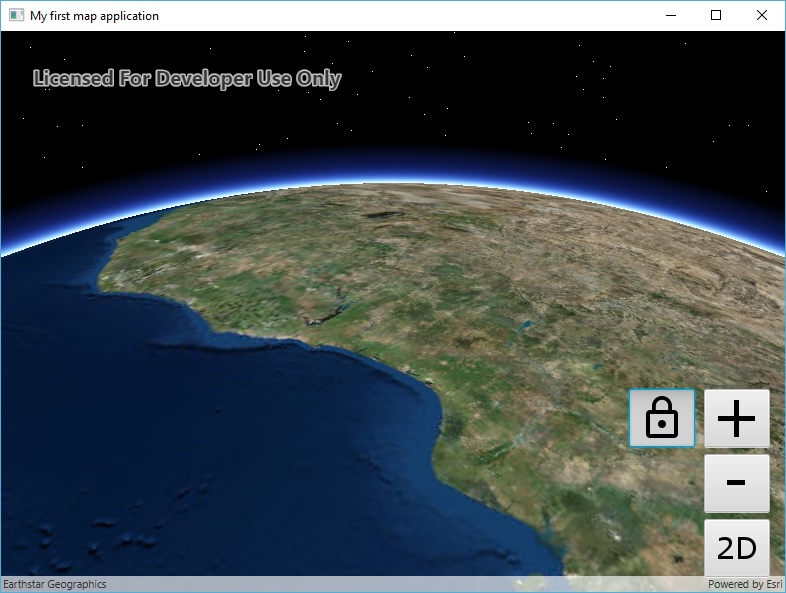 My first map application
Licensed For Developer Use Only
+
-
2D
Earthstar Geographics
Powered by Esri